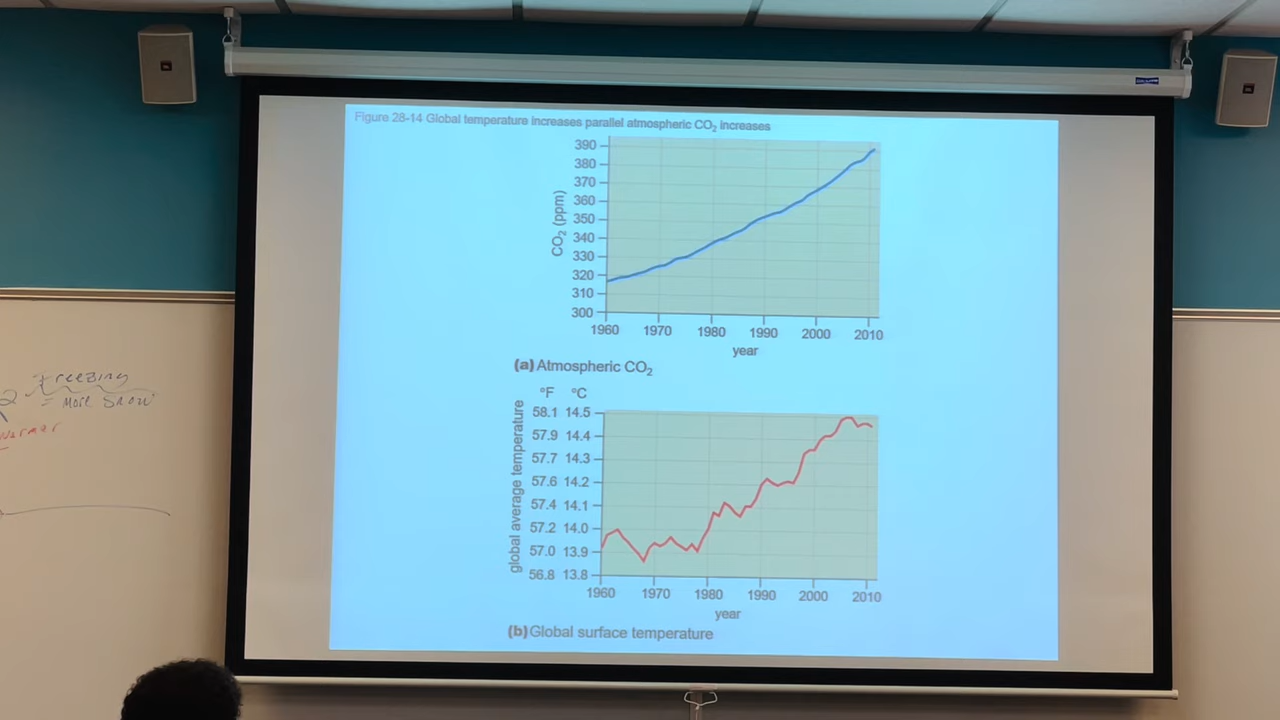 Figure 28-14 Global temperature increases parallel atmospheric CO₂ increases
390
380
370
360
350
340
330
320
310
300
CO₂ (ppm)
1960 1970 1980 1990 2000 2010
year
(a) Atmospheric CO₂
°F °C
58.1 14.5
57.9 14.4
57.7 14.3
57.6 14.2
57.4 14.1
57.2 14.0
57.0 13.9
56.8 13.8
global average temperature
1960 1970 1980 1990 2000 2010
year
(b) Global surface temperature
Freezing
= More Snow
warmer